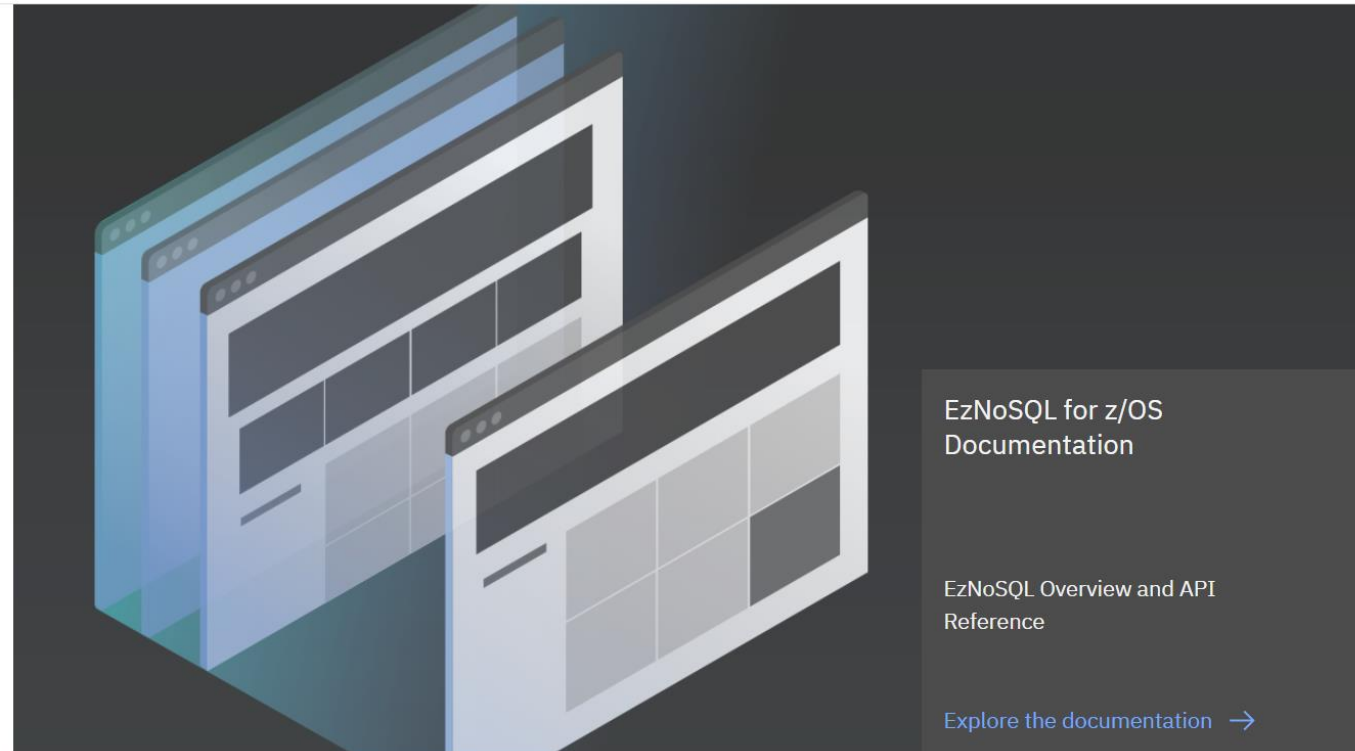 EzNoSQL for z/OS
Documentation
EzNoSQL Overview and API
Reference
Explore the documentation →